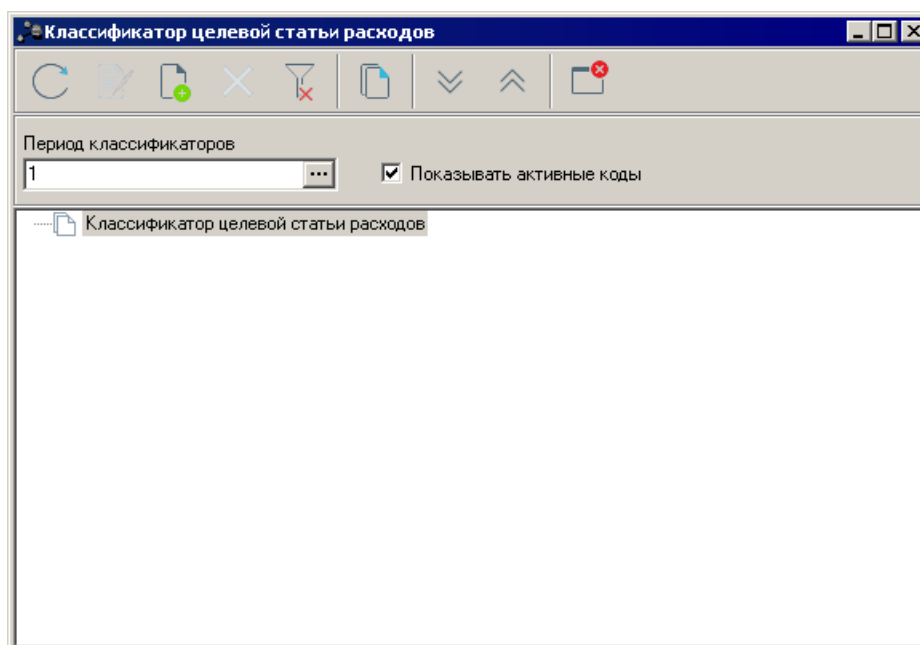 Классификатор целевой статьи расходов
Период классификаторов
1
Показывать активные коды
Классификатор целевой статьи расходов